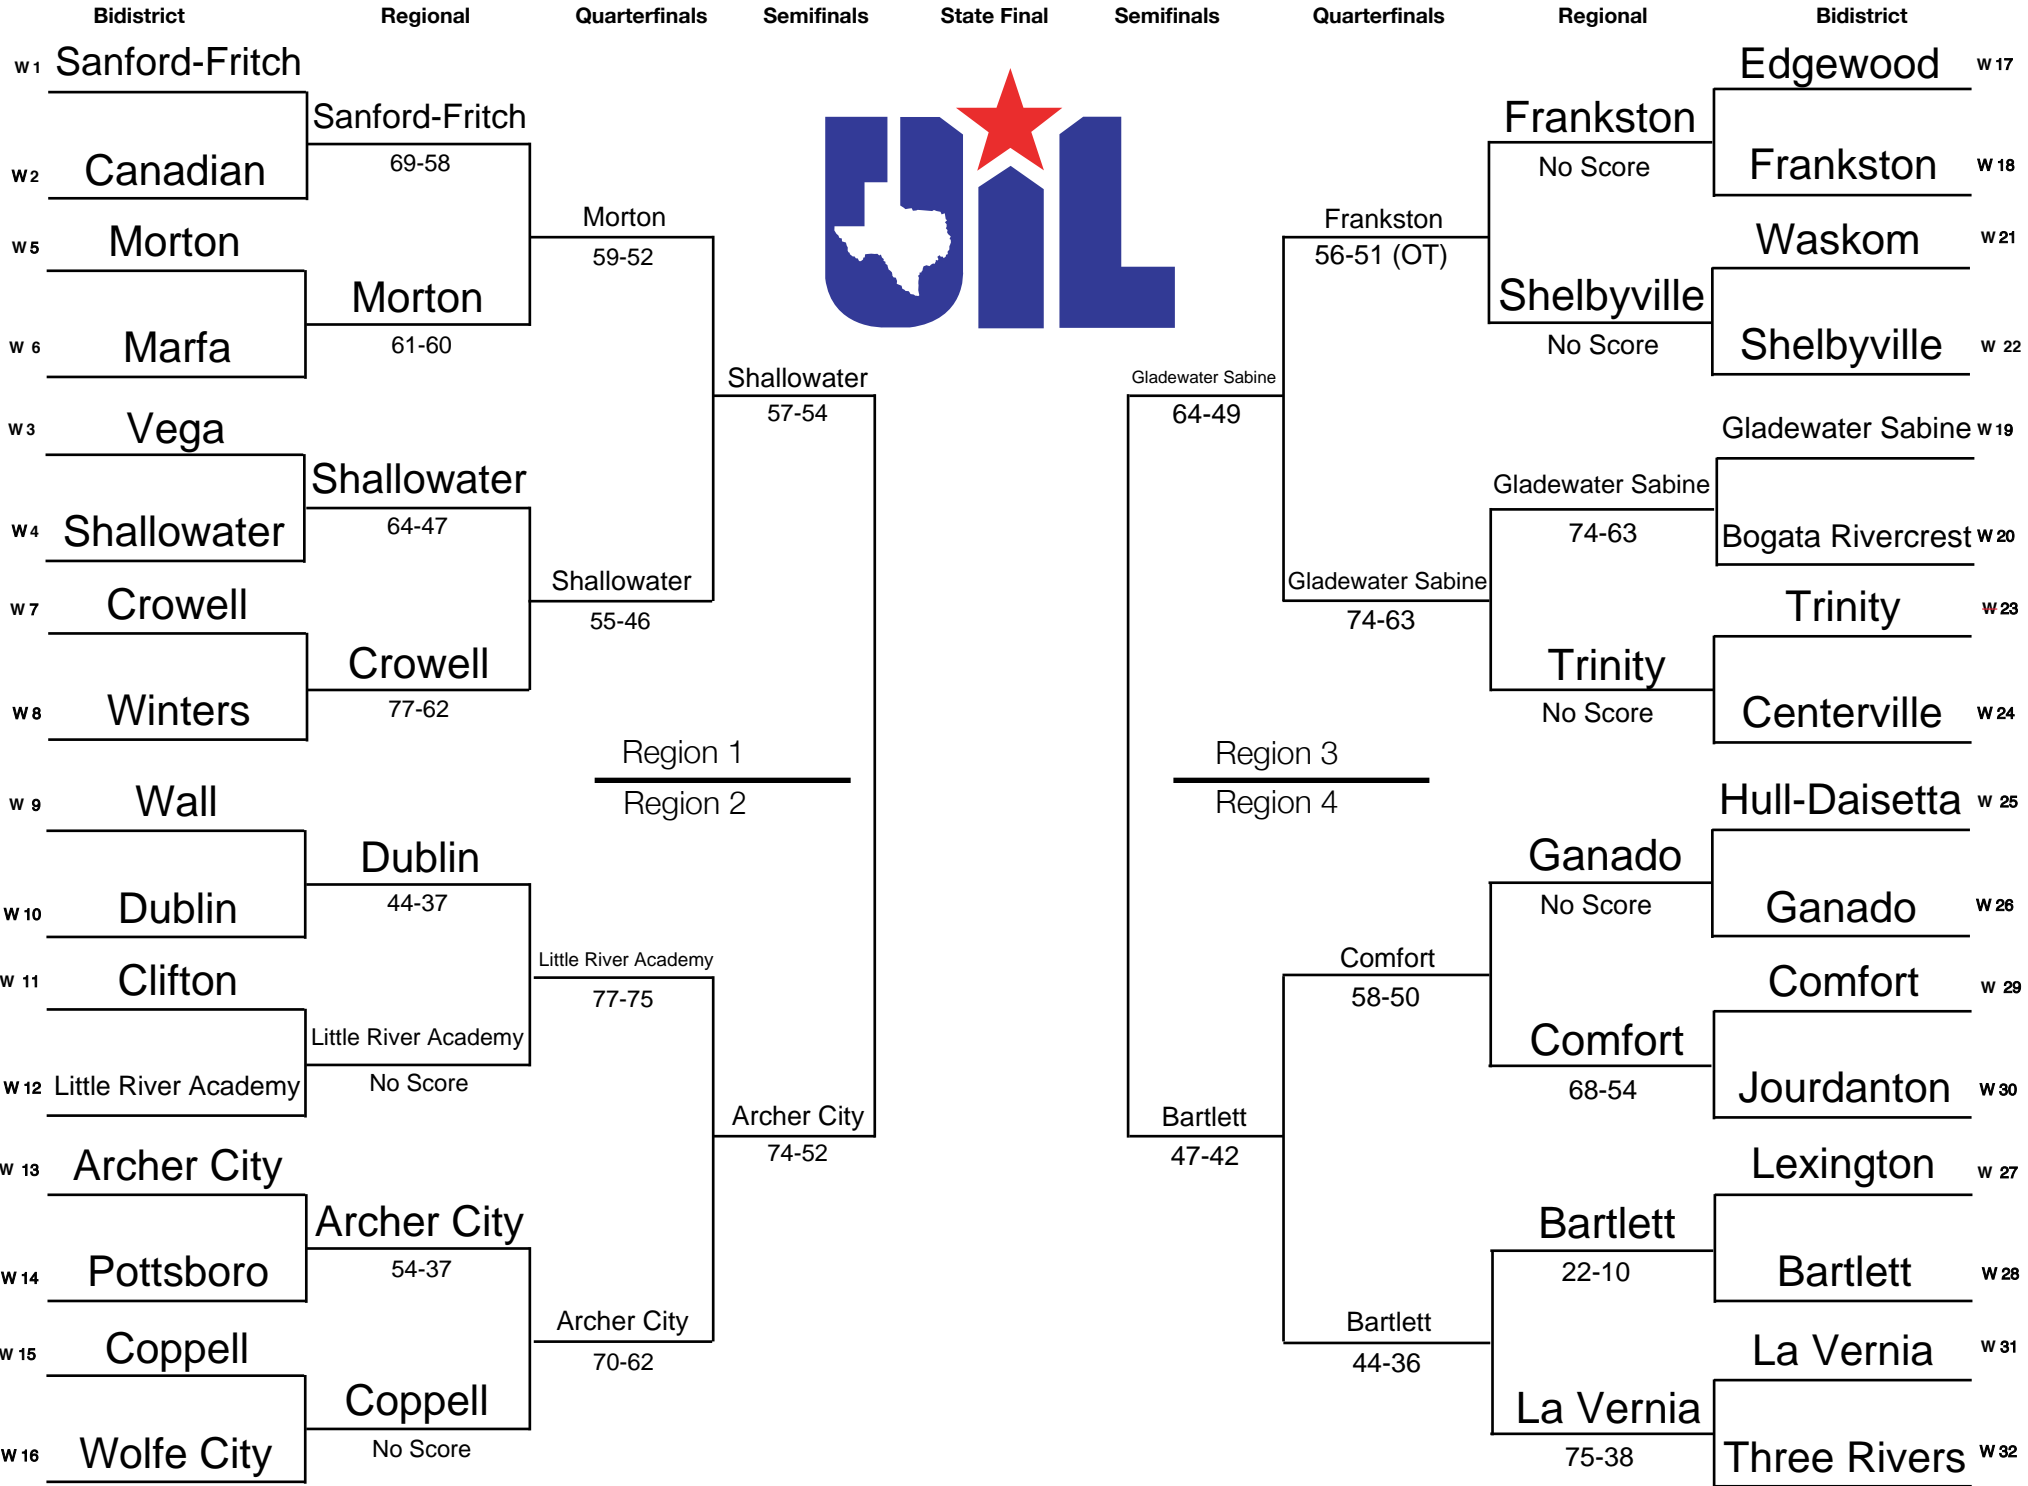 Bidistrict Regional Quarterfinals Semifinals State Final Semifinals Quarterfinals Regional Bidistrict
W 1 Sanford-Fritch
W 2 Canadian
Sanford-Fritch
69-58
W 5 Morton
W 6 Marfa
Morton
61-60
Morton
59-52
W 3 Vega
W 4 Shallowater
Shallowater
64-47
W 7 Crowell
W 8 Winters
Crowell
77-62
Shallowater
55-46
Shallowater
57-54
Region 1
Region 2
W 9 Wall
W 10 Dublin
Dublin
44-37
W 11 Clifton
W 12 Little River Academy
Little River Academy
No Score
Little River Academy
77-75
W 13 Archer City
W 14 Pottsboro
Archer City
54-37
W 15 Coppell
W 16 Wolfe City
Coppell
No Score
Archer City
70-62
Archer City
74-52
UIL
Edgewood W 17
Frankston W 18
Frankston
No Score
Waskom W 21
Shelbyville W 22
Shelbyville
No Score
Frankston
56-51 (OT)
Gladewater Sabine W 19
Bogata Rivercrest W 20
Gladewater Sabine
74-63
Trinity W 23
Centerville W 24
Trinity
No Score
Gladewater Sabine
74-63
Gladewater Sabine
64-49
Region 3
Region 4
Hull-Daisetta W 25
Ganado W 26
Ganado
No Score
Comfort W 29
Jourdanton W 30
Comfort
68-54
Comfort
58-50
Lexington W 27
Bartlett W 28
Bartlett
22-10
La Vernia W 31
Three Rivers W 32
La Vernia
75-38
Bartlett
44-36
Bartlett
47-42